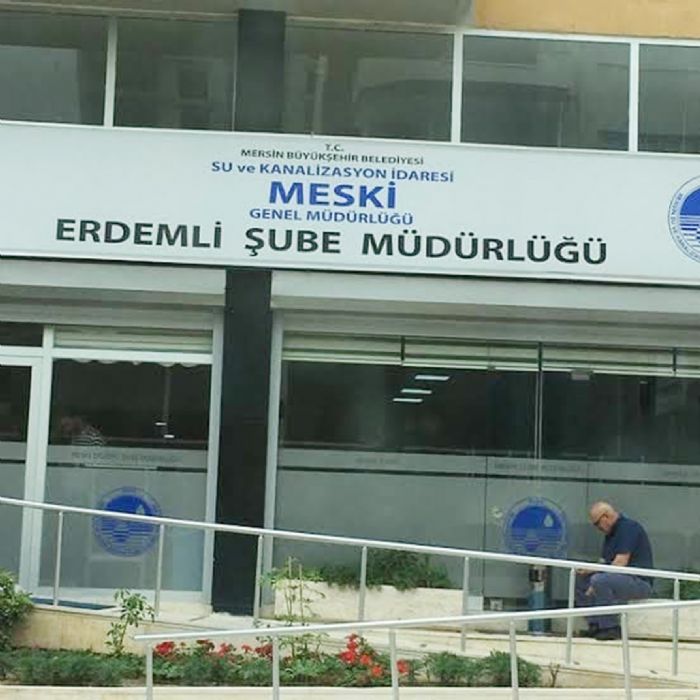 T.C.
MERSİN BÜYÜKŞEHİR BELEDİYESİ
SU ve KANALİZASYON İDARESİ
MESKİ
GENEL MÜDÜRLÜĞÜ
ERDEMLİ ŞUBE MÜDÜRLÜĞÜ